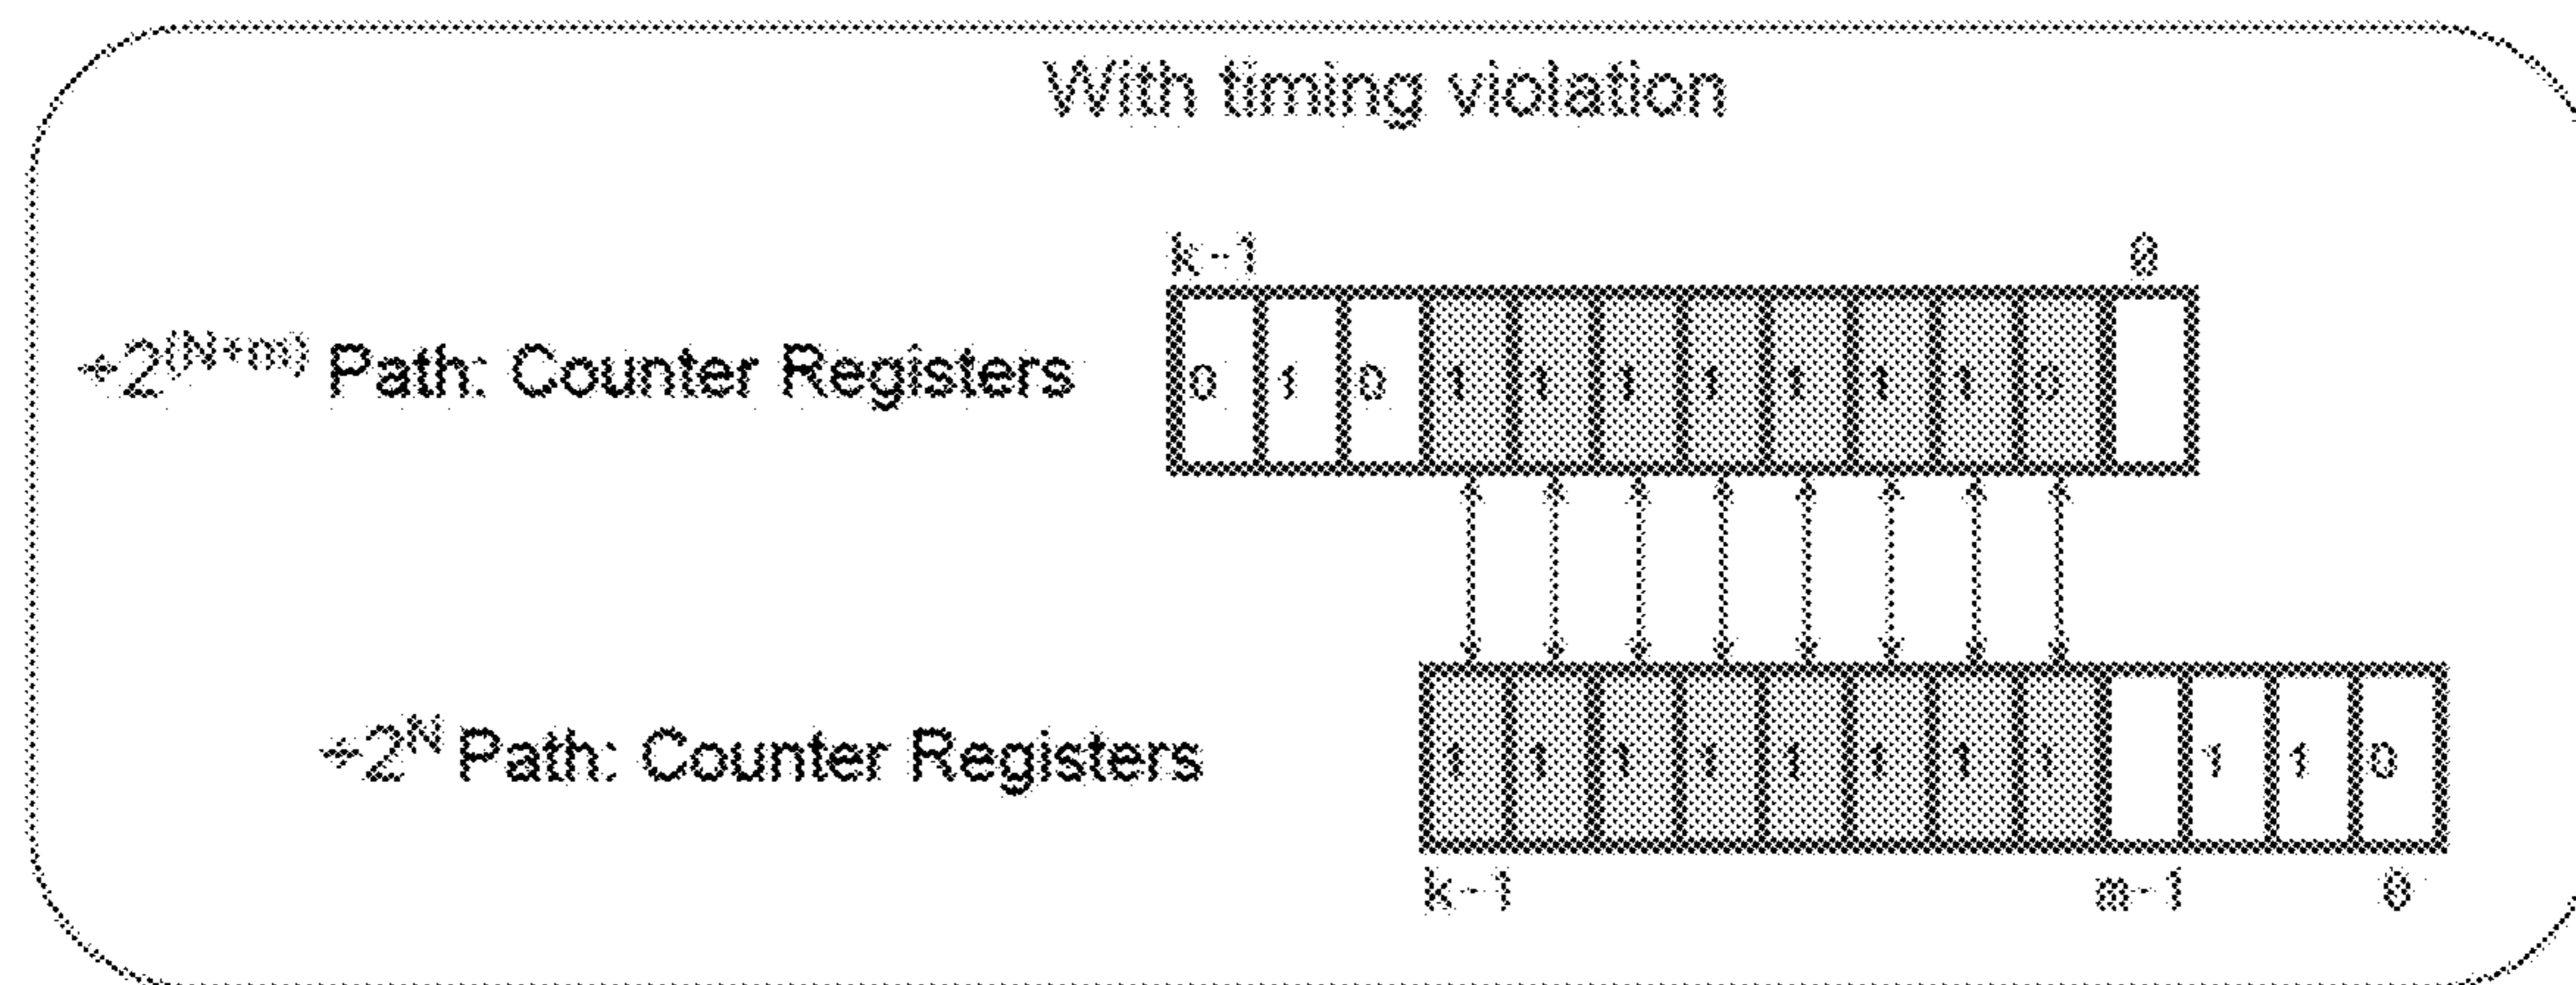 With timing violation
k-1 0
÷2^(N+m) Path: Counter Registers 0 1 0 1 1 1 1 1 1 1 0
÷2^N Path: Counter Registers 1 1 1 1 1 1 1 1 1 1 0
k-1 m-1 0